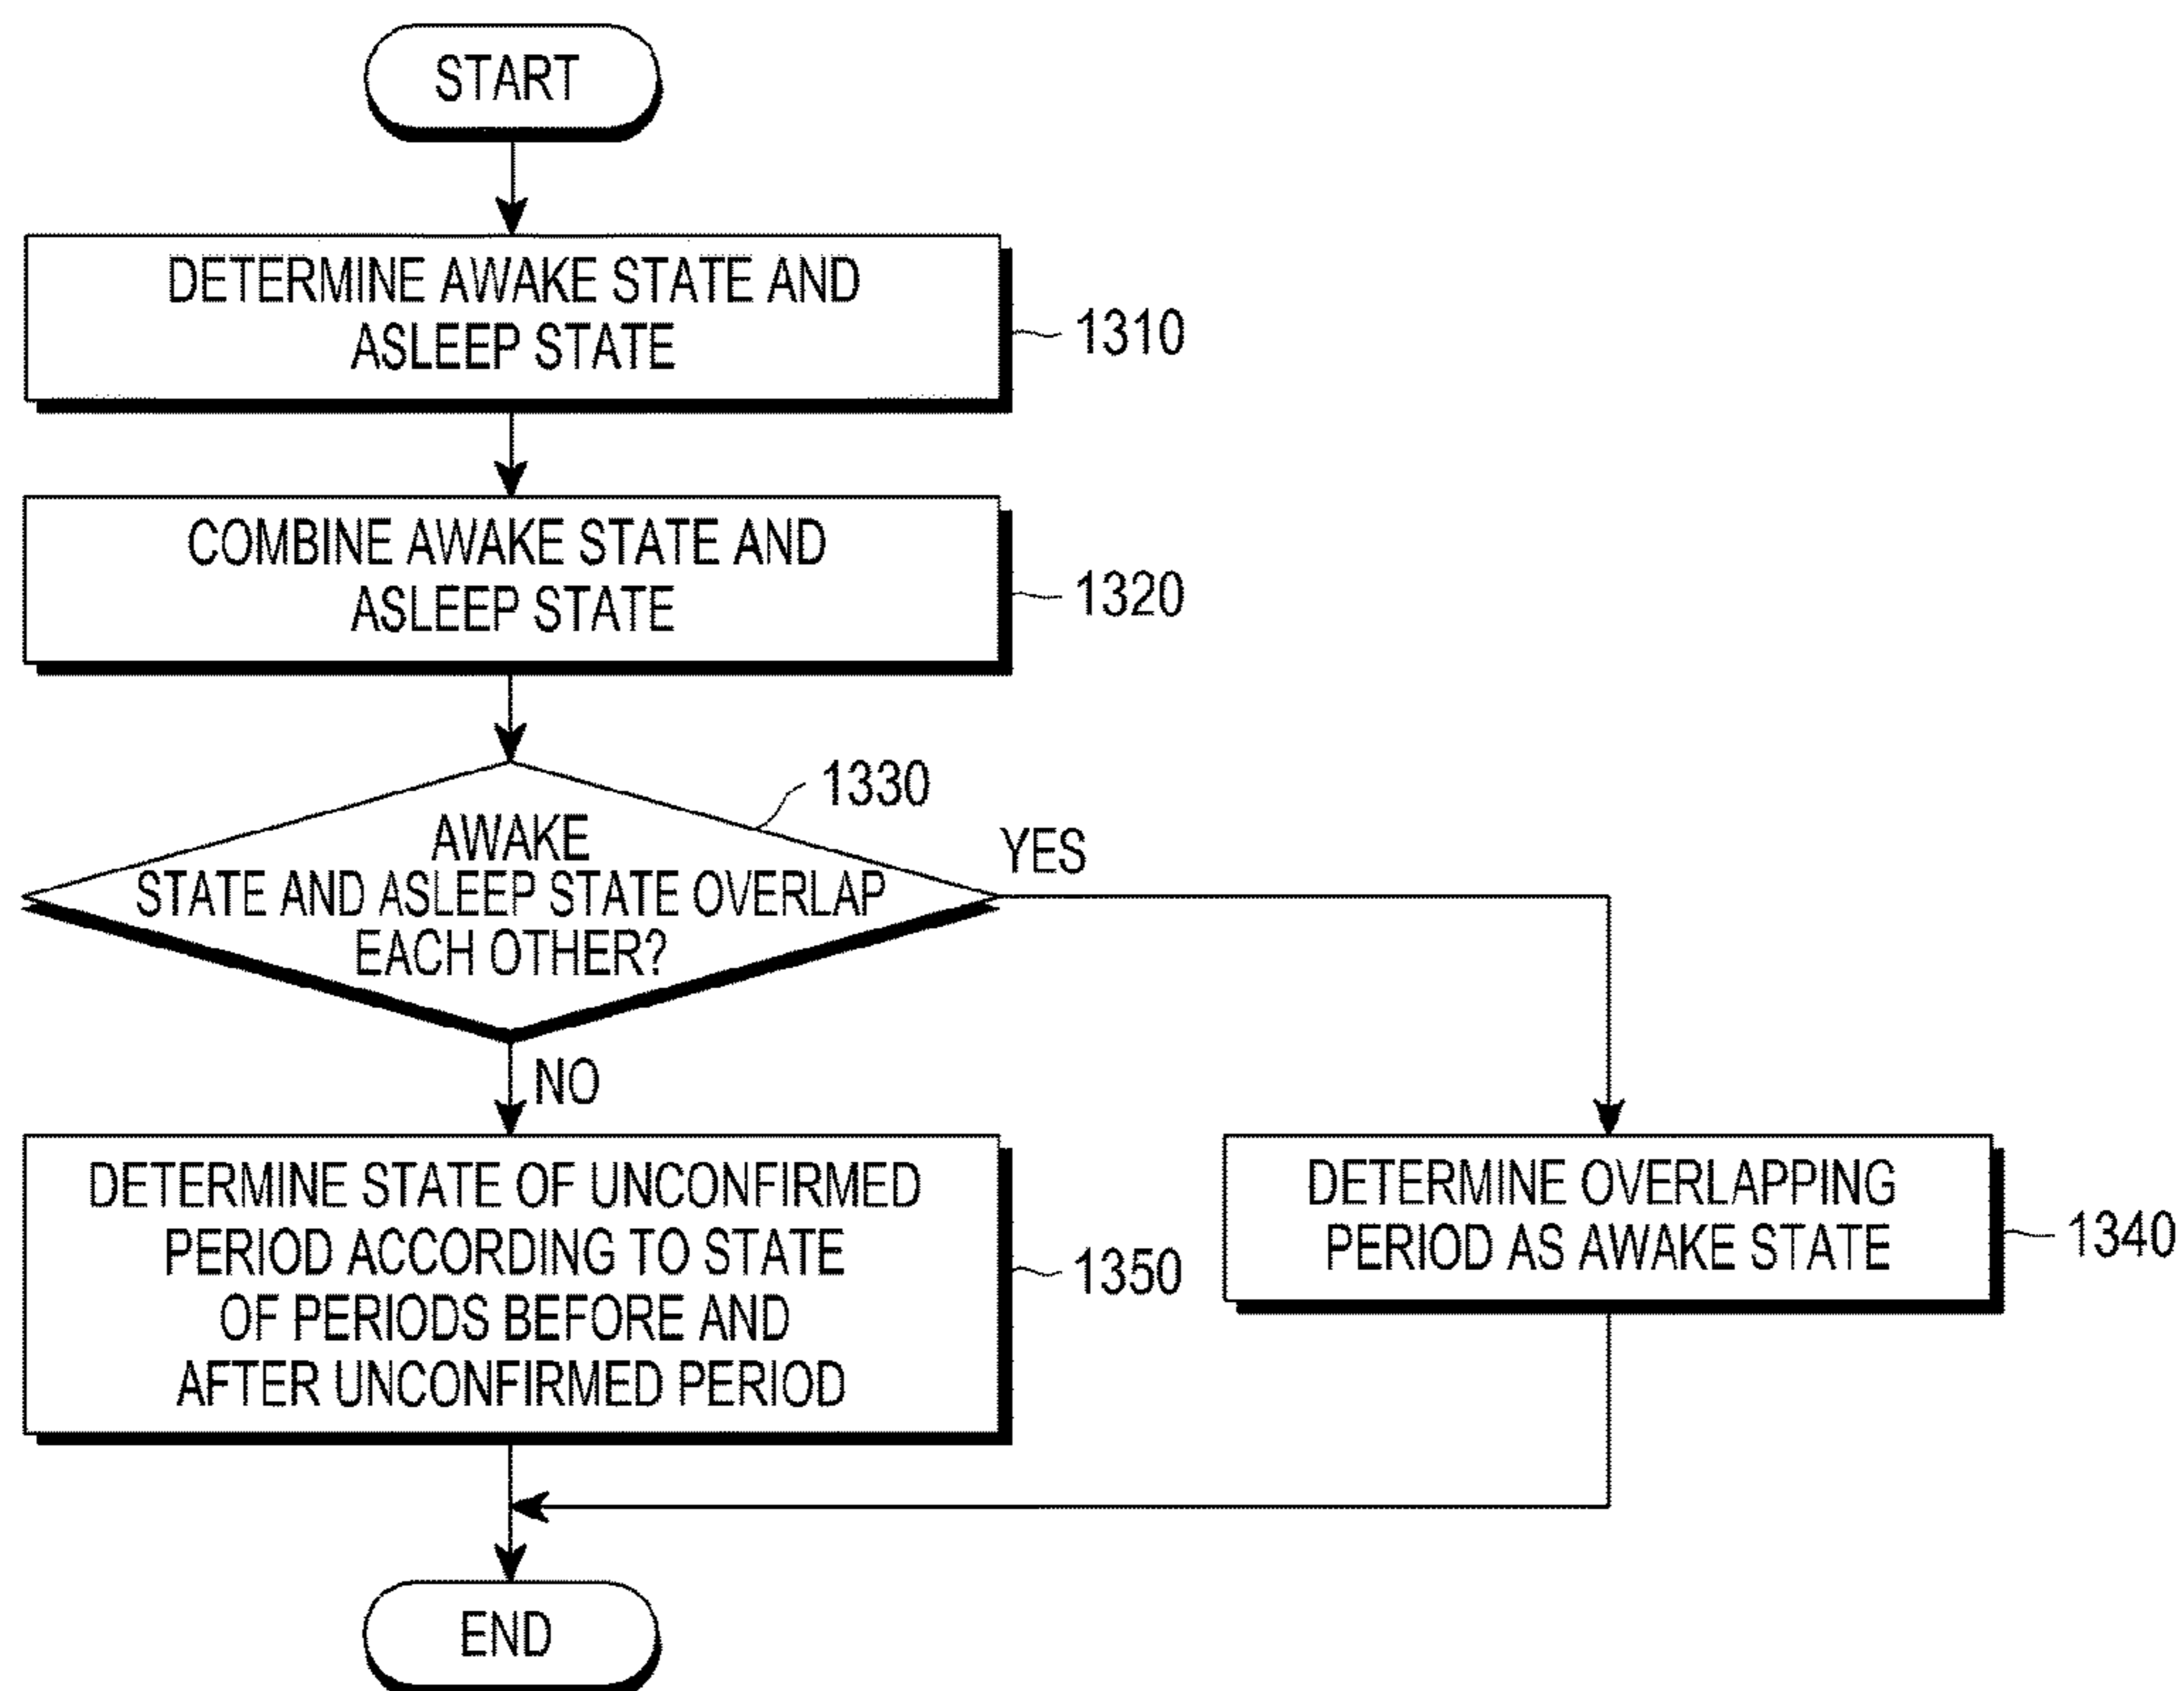 START
DETERMINE AWAKE STATE AND
ASLEEP STATE
1310
COMBINE AWAKE STATE AND
ASLEEP STATE
1320
1330
AWAKE
STATE AND ASLEEP STATE OVERLAP
EACH OTHER?
YES
NO
DETERMINE STATE OF UNCONFIRMED
PERIOD ACCORDING TO STATE
OF PERIODS BEFORE AND
AFTER UNCONFIRMED PERIOD
1350
DETERMINE OVERLAPPING
PERIOD AS AWAKE STATE
1340
END